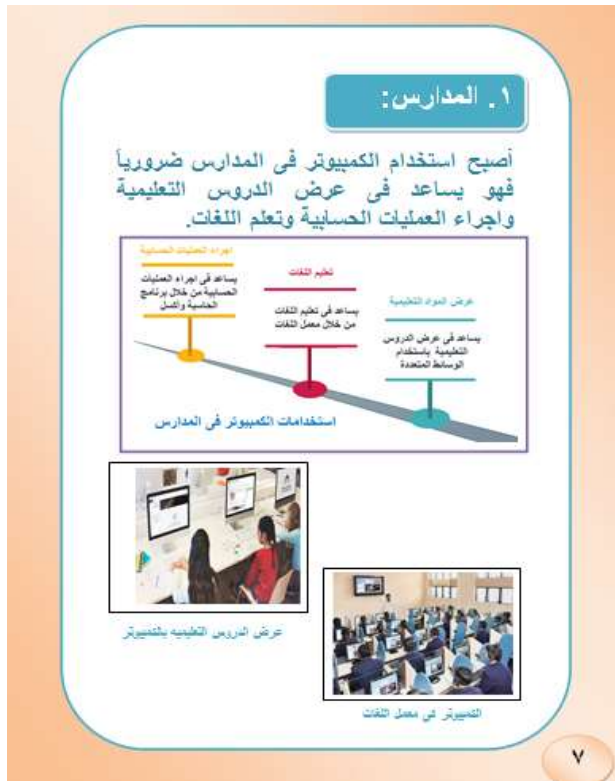 ١. المدارس:
أصبح استخدام الكمبيوتر فى المدارس ضرورياً
فهو يساعد فى عرض الدروس التعليمية
واجراء العمليات الحسابية وتعلم اللغات.
عرض المواد التعليمية
يساعد فى عرض الدروس
التعليمية باستخدام
الوسائط المتعددة
تعليم اللغات
يساعد فى تعليم اللغات
من خلال معمل اللغات
اجراء العمليات الحسابية
يساعد فى اجراء العمليات
الحسابية من خلال برنامج
الحاسبة وأكسل
استخدامات الكمبيوتر فى المدارس
عرض الدروس التعليميه بالكمبيوتر
الكمبيوتر فى معمل اللغات
٧